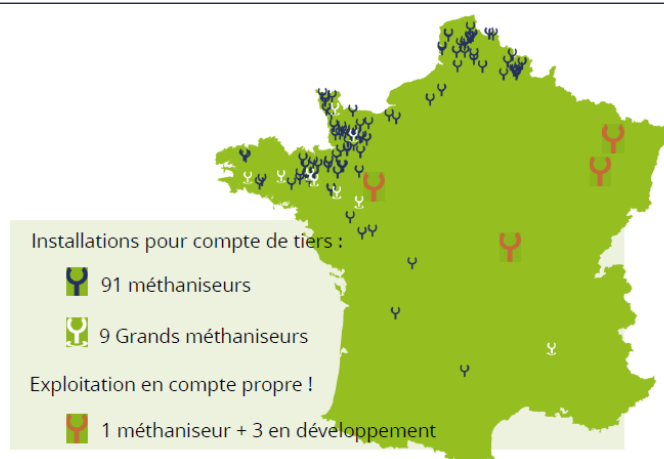 Installations pour compte de tiers :
91 méthaniseurs
9 Grands méthaniseurs
Exploitation en compte propre !
1 méthaniseur + 3 en développement